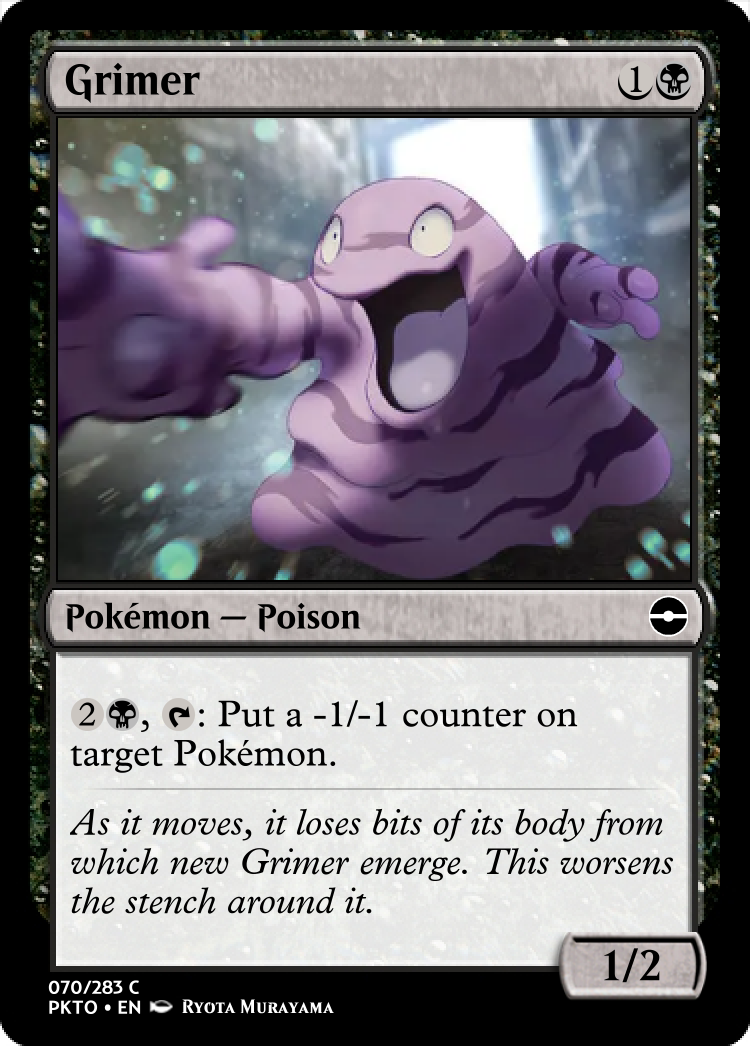 Grimer 1
Pokémon — Poison
2 , : Put a -1/-1 counter on
target Pokémon.
As it moves, it loses bits of its body from
which new Grimer emerge. This worsens
the stench around it.
1/2
070/283 C
PKTO • EN Ryota Murayama